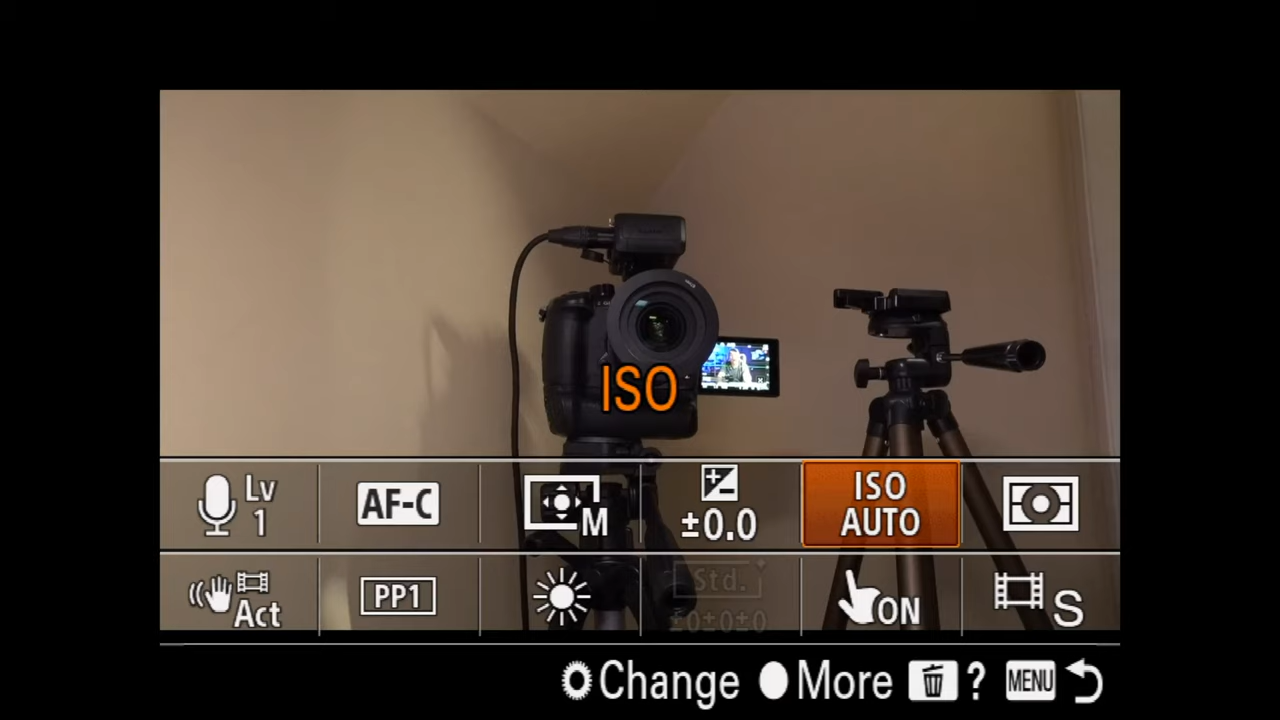 ISO
Lv
1
AF-C
M
±0.0
ISO
AUTO
Act
PP1
Std.
±0±0±0
ON
S
Change
More
?
MENU